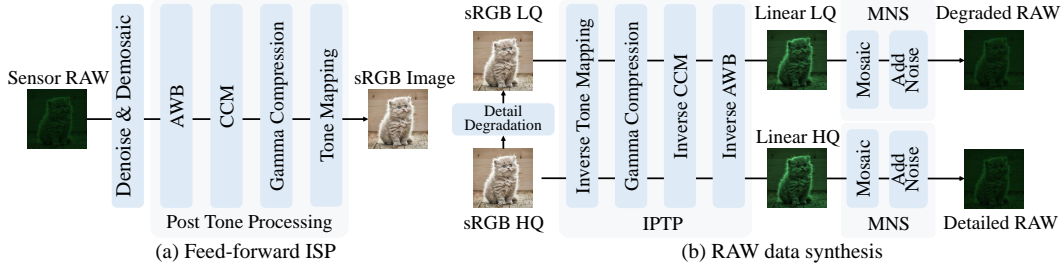 Sensor RAW
Denoise & Demosaic
AWB
CCM
Gamma Compression
Tone Mapping
sRGB Image
Post Tone Processing
(a) Feed-forward ISP
sRGB LQ
Detail
Degradation
sRGB HQ
Inverse Tone Mapping
Gamma Compression
Inverse CCM
Inverse AWB
IPTP
Linear LQ
MNS
Mosaic
Add
Noise
Degraded RAW
Linear HQ
Mosaic
Add
Noise
MNS
Detailed RAW
(b) RAW data synthesis